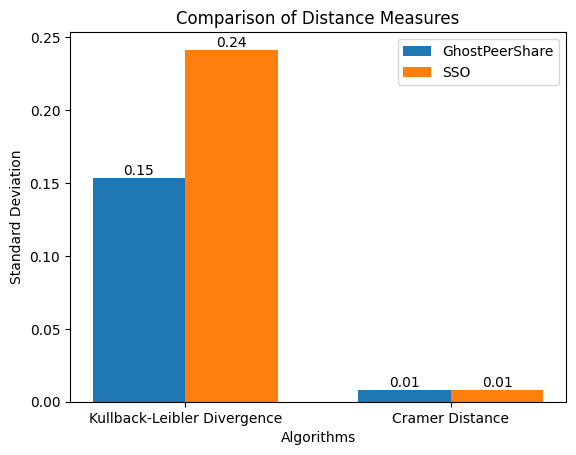 Comparison of Distance Measures
GhostPeerShare
SSO
0.25
0.20
0.15
0.10
0.05
0.00
Standard Deviation
0.15
0.24
0.01
0.01
Kullback-Leibler Divergence
Cramer Distance
Algorithms